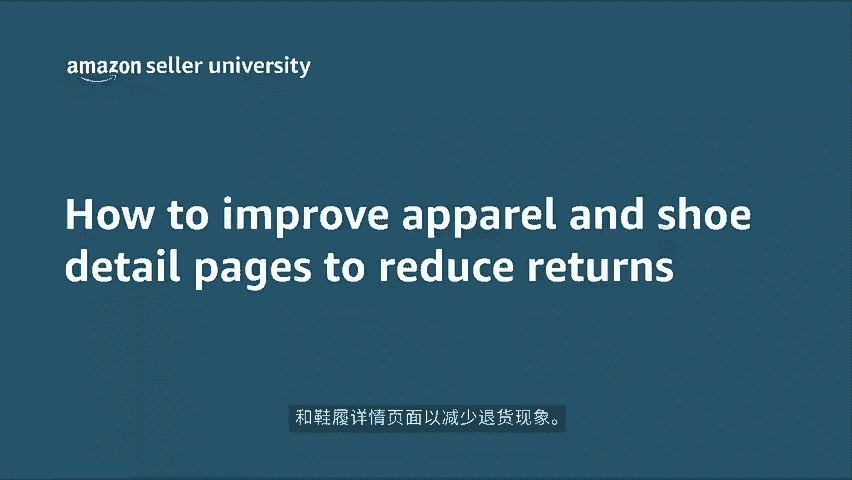 amazon seller university
How to improve apparel and shoe
detail pages to reduce returns
和鞋履详情页面以减少退货现象。